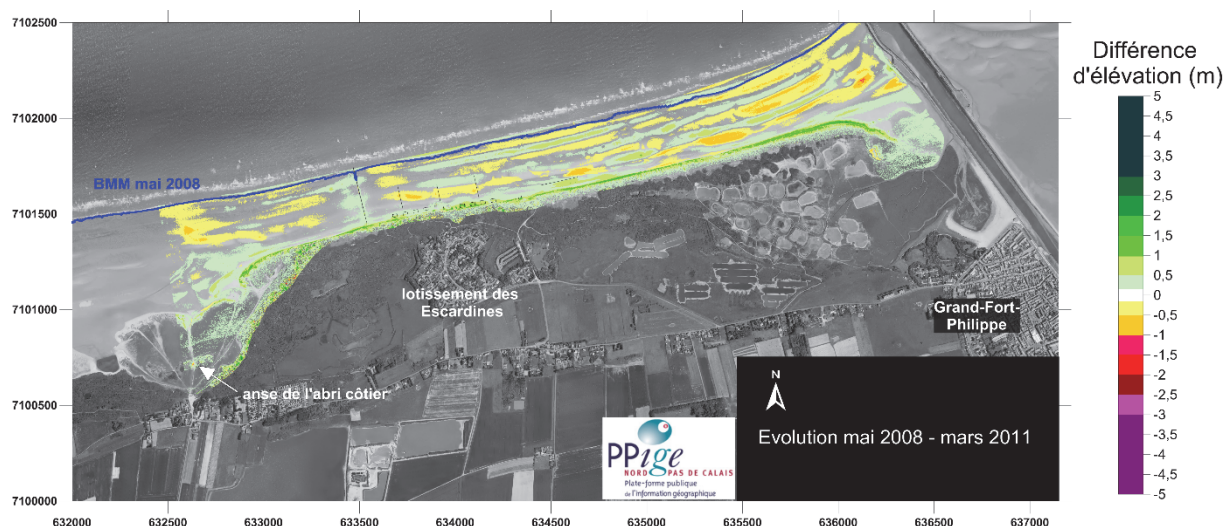 Différence
d'élévation (m)
5
4,5
4
3,5
3
2,5
2
1,5
1
0,5
0
-0,5
-1
-1,5
-2
-2,5
-3
-3,5
-4
-4,5
-5
7102500
7102000
7101500
7101000
7100500
7100000
632000 632500 633000 633500 634000 634500 635000 635500 636000 636500 637000
BMM mai 2008
lotissement des
Escardines
Grand-Fort-
Philippe
anse de l'abri côtier
N
Evolution mai 2008 - mars 2011
PPige
NORD PAS DE CALAIS
Plate-forme publique
de l'information géographique